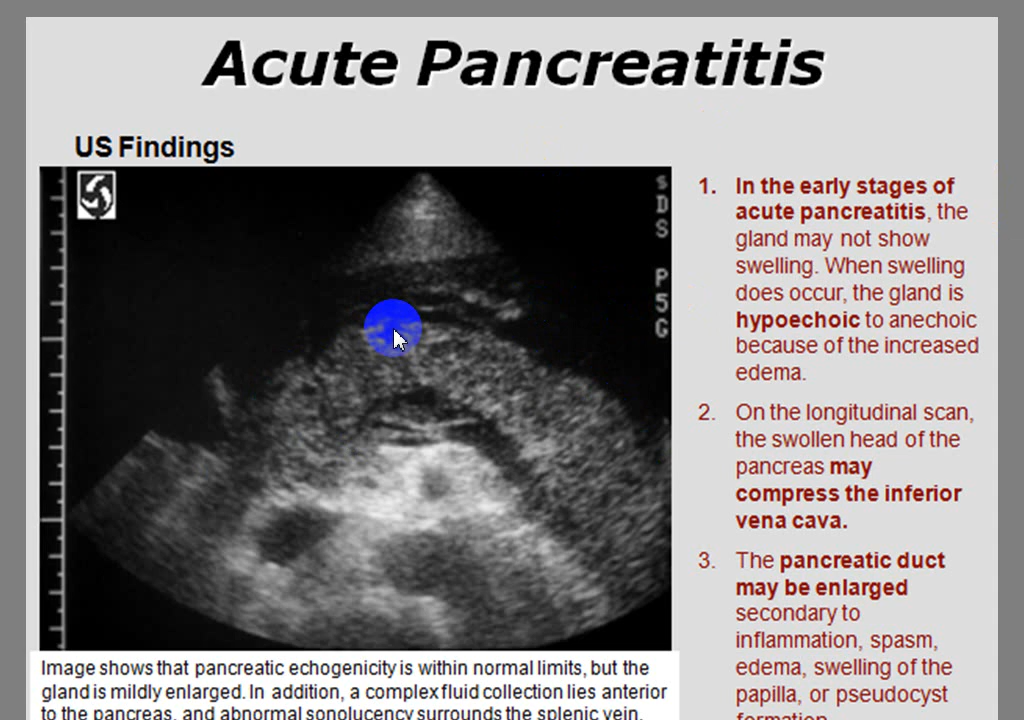 Acute Pancreatitis
US Findings
S
D
S
P
5
G
1. In the early stages of
acute pancreatitis, the
gland may not show
swelling. When swelling
does occur, the gland is
hypoechoic to anechoic
because of the increased
edema.
2. On the longitudinal scan,
the swollen head of the
pancreas may
compress the inferior
vena cava.
3. The pancreatic duct
may be enlarged
secondary to
inflammation, spasm,
edema, swelling of the
papilla, or pseudocyst
formation
Image shows that pancreatic echogenicity is within normal limits, but the
gland is mildly enlarged. In addition, a complex fluid collection lies anterior
to the pancreas, and abnormal sonolucency surrounds the splenic vein.